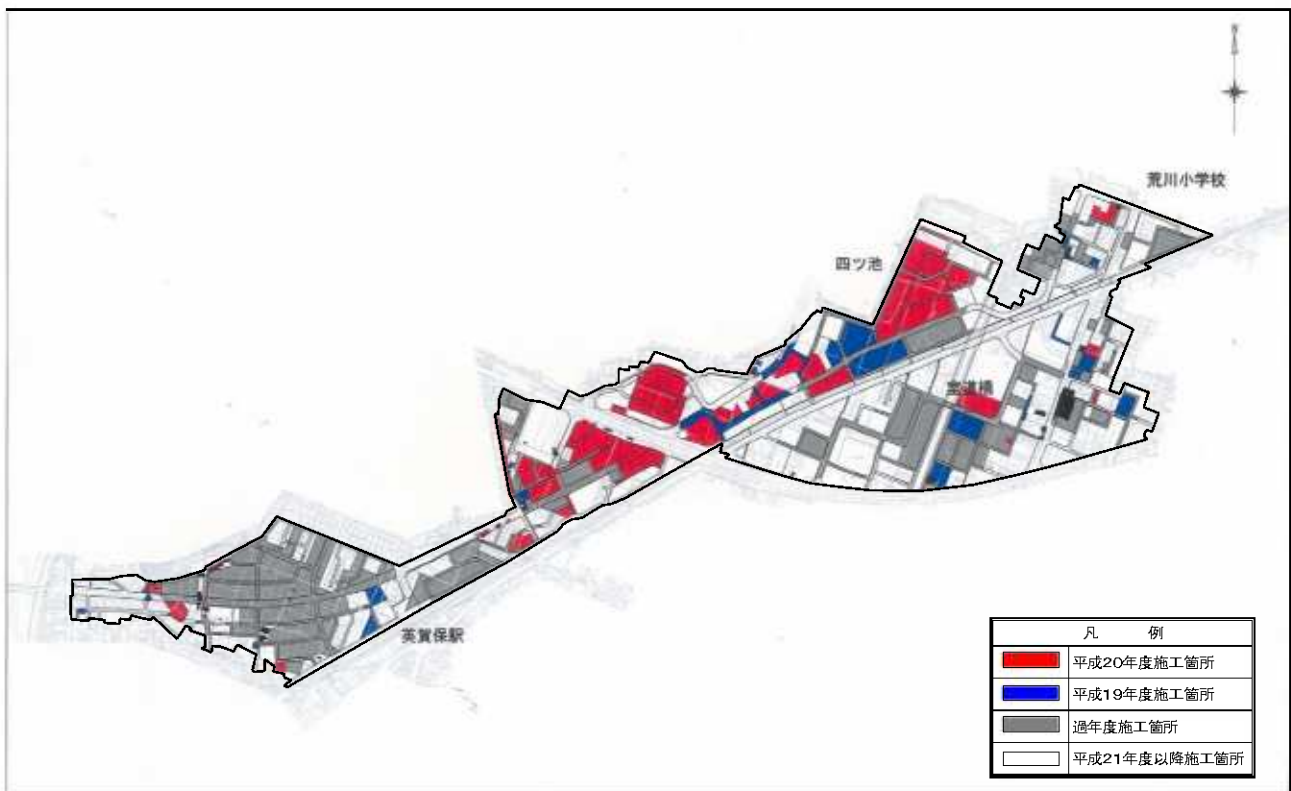 N
荒川小学校
四ツ池
英賀保駅
凡 例
平成20年度施工箇所
平成19年度施工箇所
過年度施工箇所
平成21年度以降施工箇所